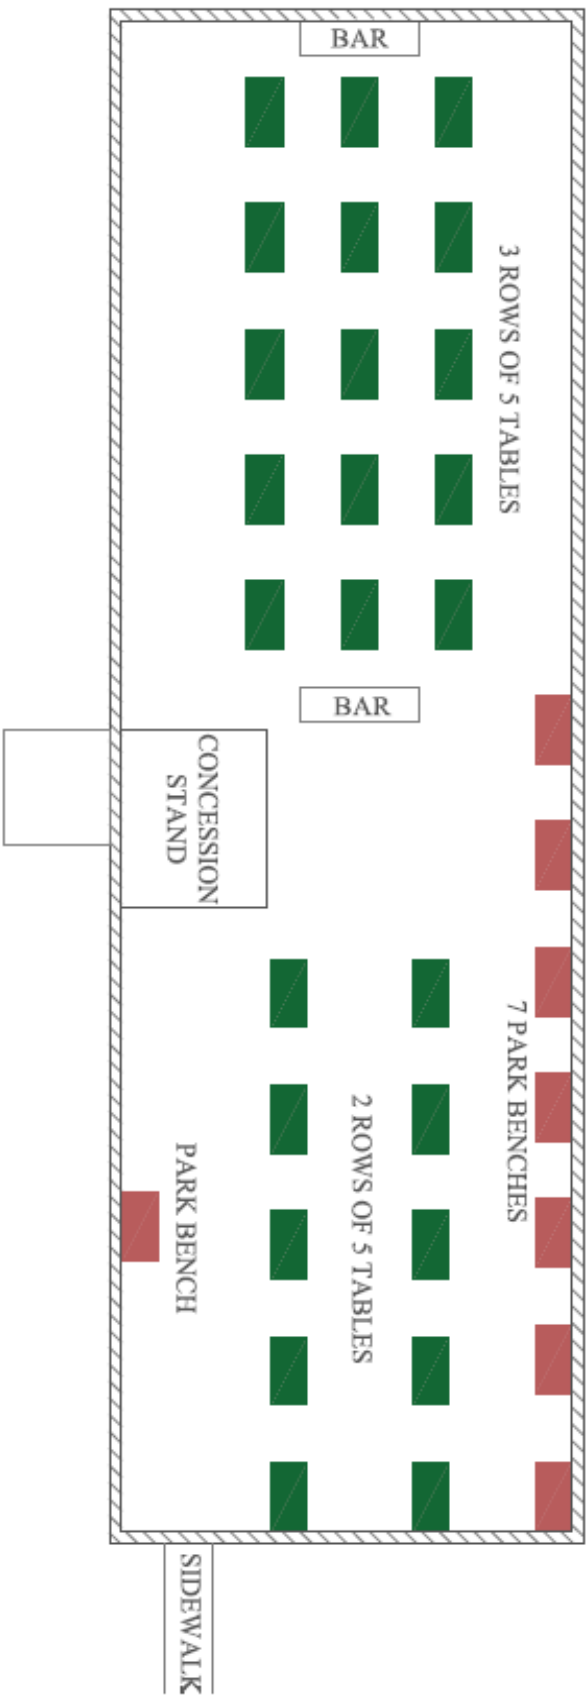 BAR
3 ROWS OF 5 TABLES
BAR
CONCESSION
STAND
7 PARK BENCHES
2 ROWS OF 5 TABLES
PARK BENCH
SIDEWALK